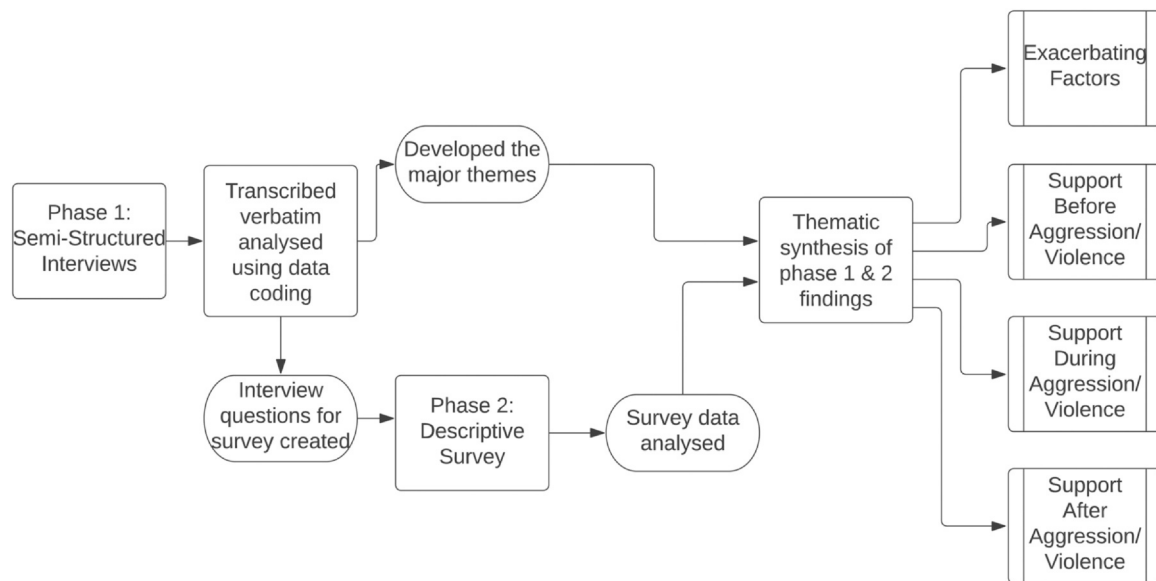 Phase 1:
Semi-Structured
Interviews
Transcribed
verbatim
analysed
using data
coding
Developed the
major themes
Interview
questions for
survey created
Phase 2:
Descriptive
Survey
Survey data
analysed
Thematic
synthesis of
phase 1 & 2
findings
Exacerbating
Factors
Support
Before
Aggression/
Violence
Support
During
Aggression/
Violence
Support
After
Aggression/
Violence